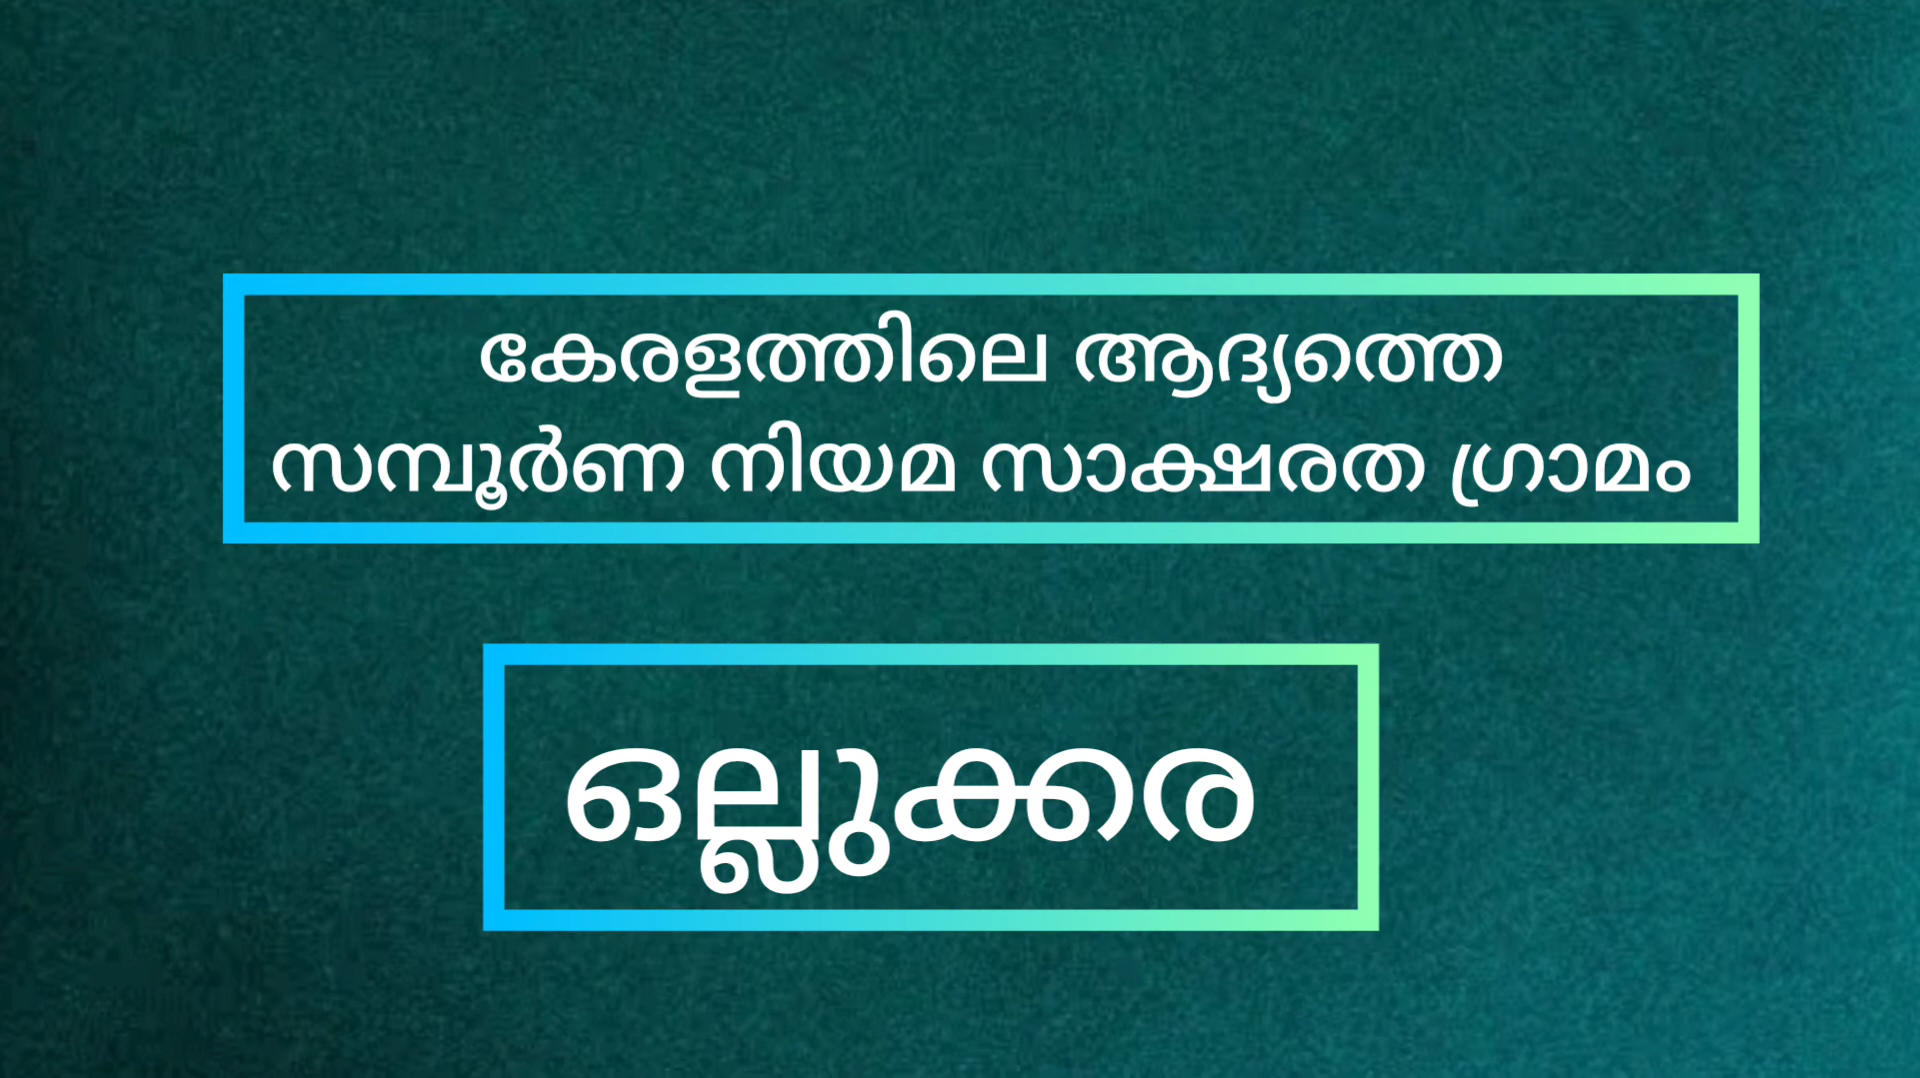 കേരളത്തിലെ ആദ്യത്തെ
സമ്പൂർണ നിയമ സാക്ഷരത ഗ്രാമം
ഒല്ലുക്കര